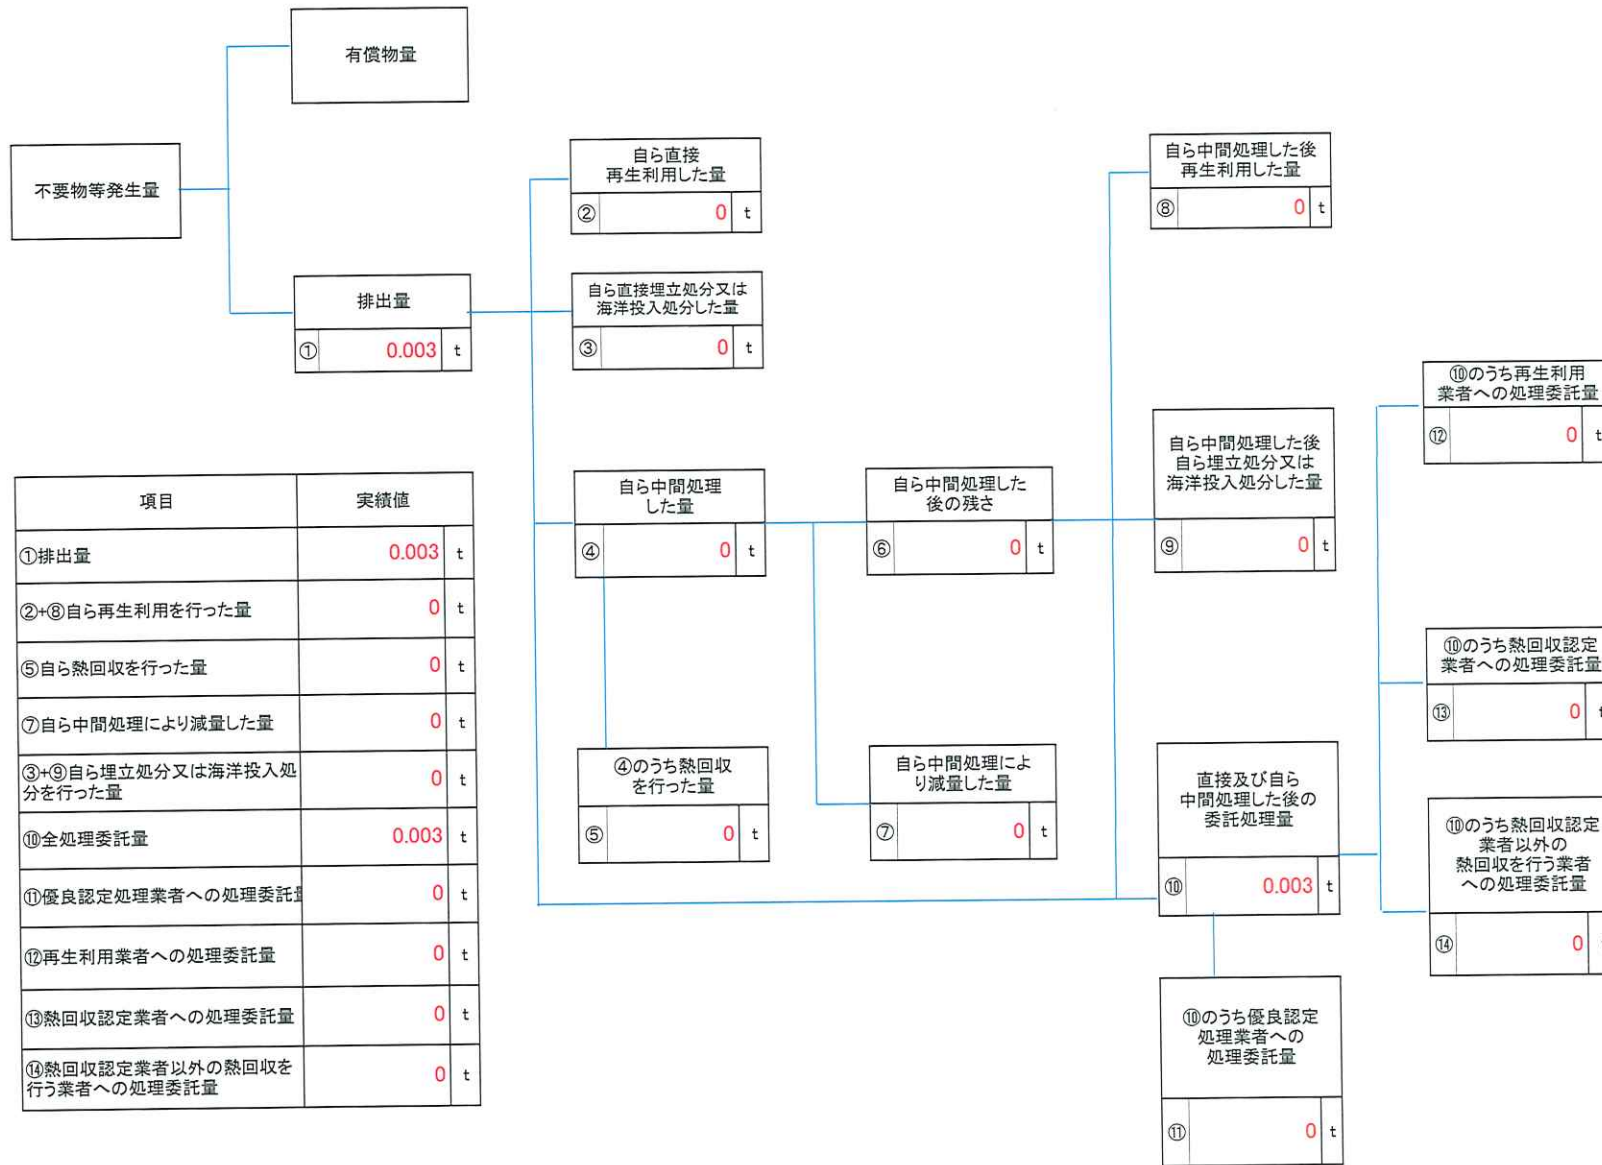 有償物量
不要物等発生量
排出量
① 0.003 t
自ら直接
再生利用した量
② 0 t
自ら直接埋立処分又は
海洋投入処分した量
③ 0 t
自ら中間処理
した量
④ 0 t
④のうち熱回収
を行った量
⑤ 0 t
自ら中間処理した
後の残さ
⑥ 0 t
自ら中間処理によ
り減量した量
⑦ 0 t
自ら中間処理した後
再生利用した量
⑧ 0 t
自ら中間処理した後
自ら埋立処分又は
海洋投入処分した量
⑨ 0 t
直接及び自ら
中間処理した後の
委託処理量
⑩ 0.003 t
⑩のうち優良認定
処理業者への
処理委託量
⑪ 0 t
⑩のうち再生利用
業者への処理委託量
⑫ 0 t
⑩のうち熱回収認定
業者への処理委託量
⑬ 0 t
⑩のうち熱回収認定
業者以外の
熱回収を行う業者
への処理委託量
⑭ 0
項目 実績値
①排出量 0.003 t
②+⑧自ら再生利用を行った量 0 t
⑤自ら熱回収を行った量 0 t
⑦自ら中間処理により減量した量 0 t
③+⑨自ら埋立処分又は海洋投入処
分を行った量 0 t
⑩全処理委託量 0.003 t
⑪優良認定処理業者への処理委託量 0 t
⑫再生利用業者への処理委託量 0 t
⑬熱回収認定業者への処理委託量 0 t
⑭熱回収認定業者以外の熱回収を
行う業者への処理委託量 0 t